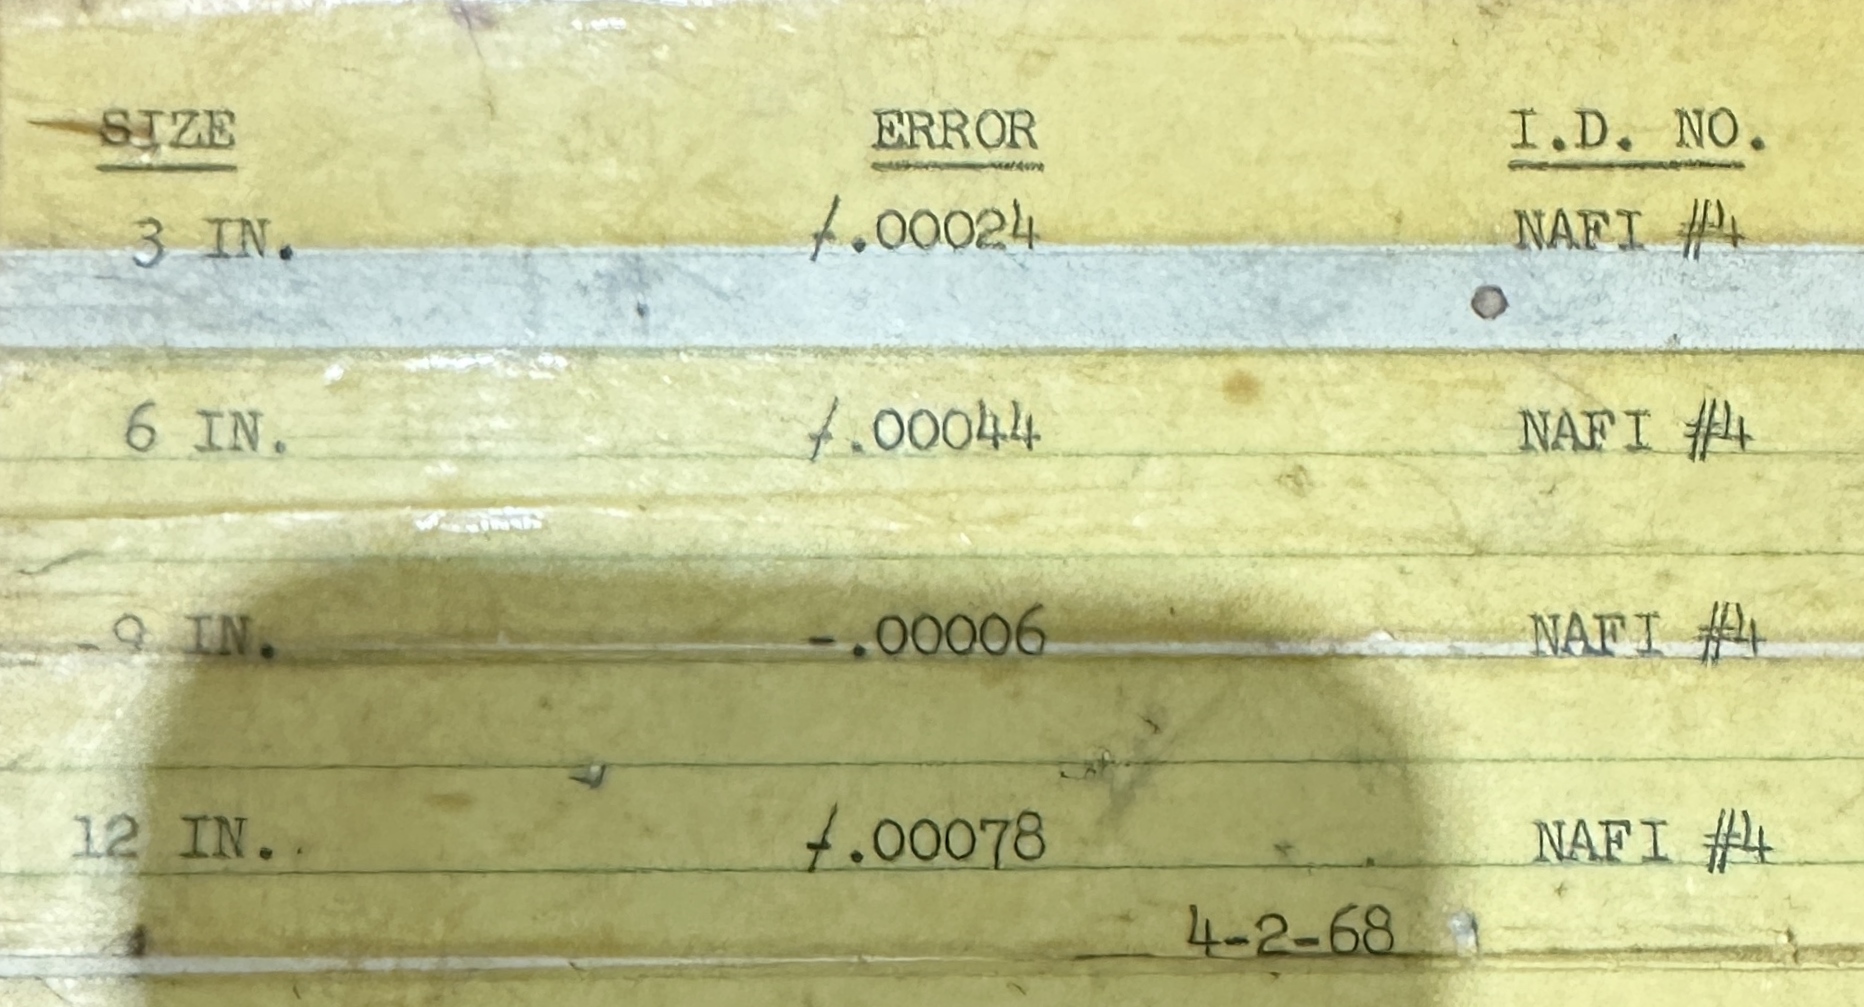 SIZE ERROR I.D. NO.
3 IN. /.00024 NAFI #4
6 IN. /.00044 NAFI #4
9 IN. -.00006 NAFI #4
12 IN. /.00078 NAFI #4
4-2-68